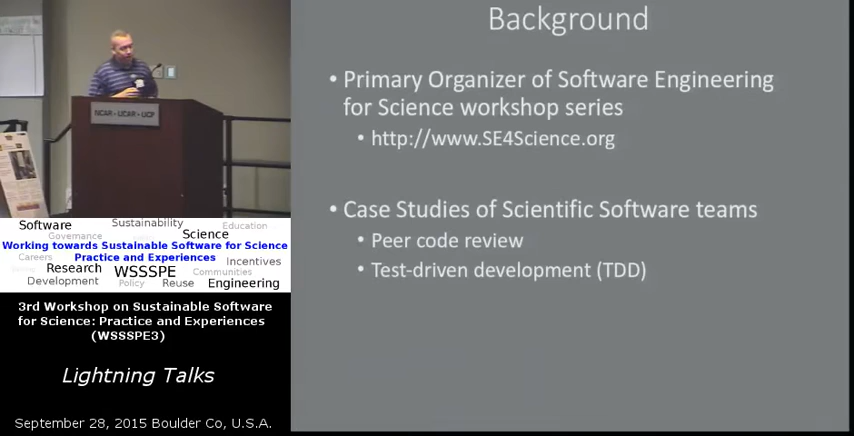 Background
• Primary Organizer of Software Engineering
for Science workshop series
• http://www.SE4Science.org
• Case Studies of Scientific Software teams
• Peer code review
• Test-driven development (TDD)
NCAR • UCAR • UCP
Software Sustainability Education
Governance Science
Working towards Sustainable Software for Science
Practice and Experiences
Careers Incentives
Research WSSSPE Communities
Development Policy Reuse Engineering
3rd Workshop on Sustainable Software
for Science: Practice and Experiences
(WSSSPE3)
Lightning Talks
September 28, 2015 Boulder Co, U.S.A.